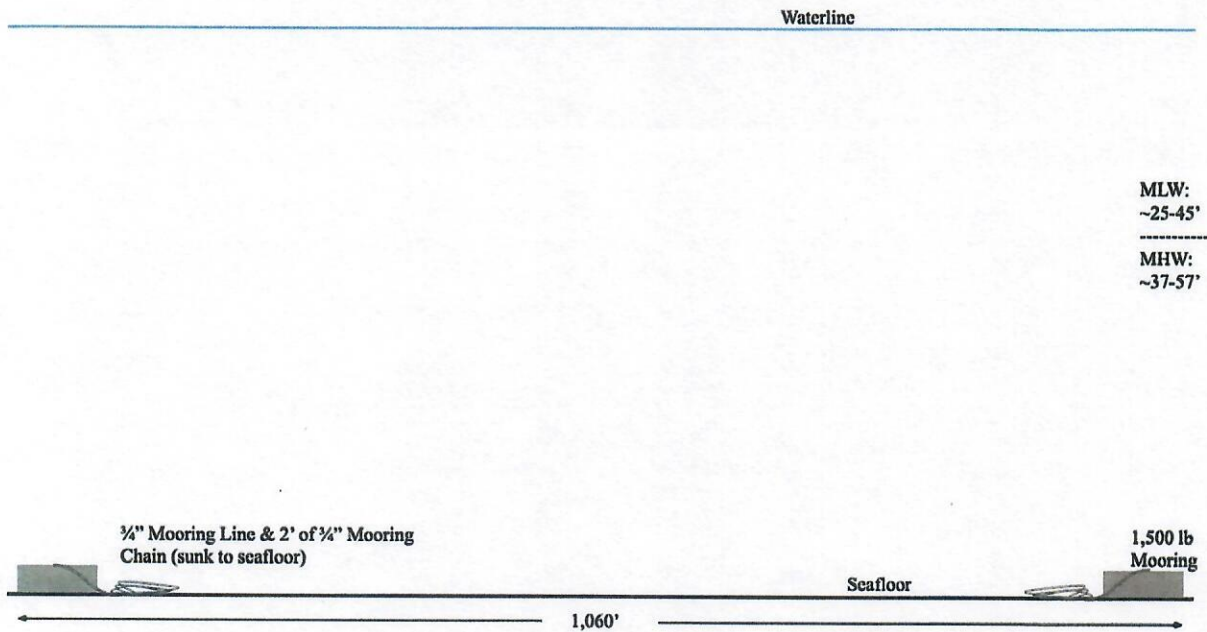 Waterline
MLW:
~25-45’
-----------
MHW:
~37-57’
¾” Mooring Line & 2’ of ¾” Mooring
Chain (sunk to seafloor)
1,500 lb
Mooring
Seafloor
1,060’